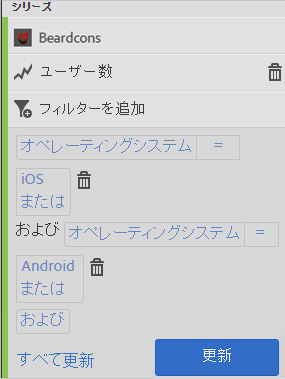 シリーズ
Beardcons
ユーザー数
フィルターを追加
オペレーティングシステム =
iOS
または
および オペレーティングシステム =
Android
または
および
すべて更新 更新